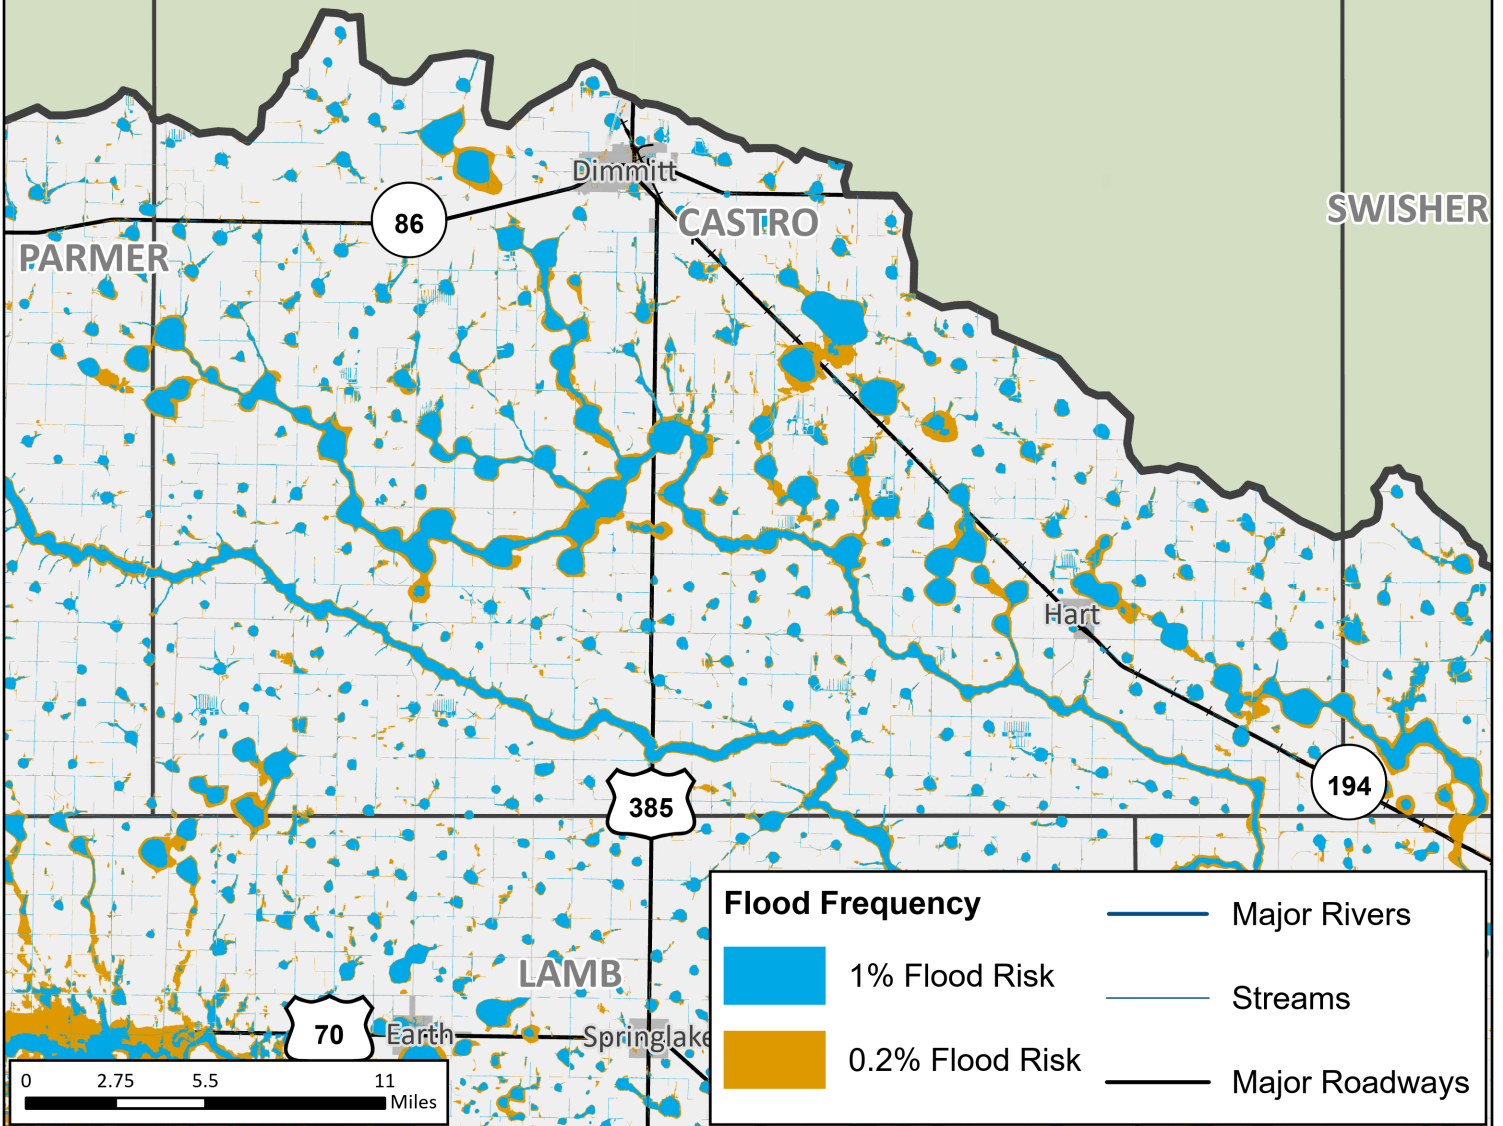 Dimmitt
86
CASTRO
SWISHER
PARMER
Hart
385
194
LAMB
70
Earth
Springlake
Flood Frequency
1% Flood Risk
0.2% Flood Risk
Major Rivers
Streams
Major Roadways
0 2.75 5.5 11
Miles